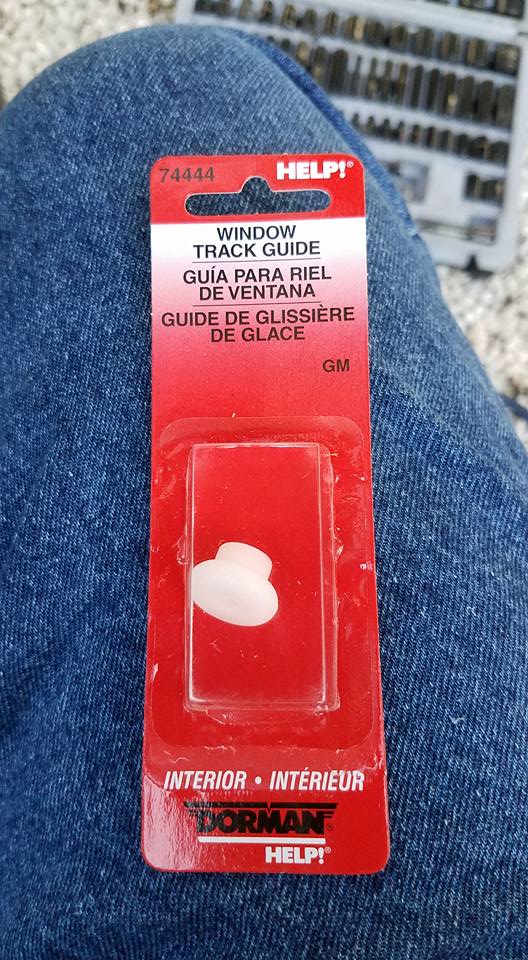 74444 HELP!®
WINDOW
TRACK GUIDE
GUÍA PARA RIEL
DE VENTANA
GUIDE DE GLISSIÈRE
DE GLACE
GM
INTERIOR • INTÉRIEUR
DORMAN®
HELP!®